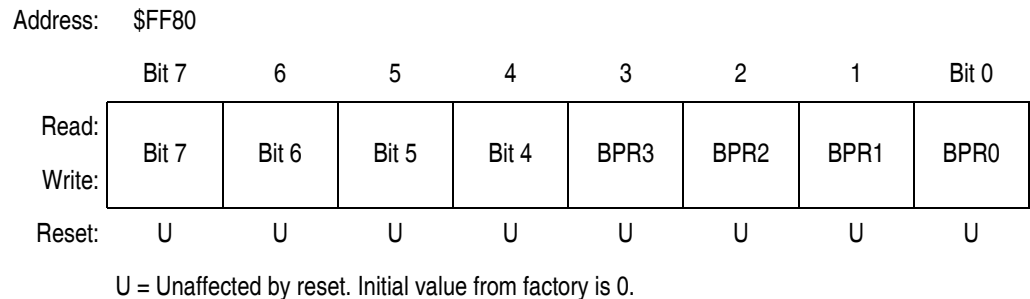 Address: $FF80
Bit 7 6 5 4 3 2 1 Bit 0
Read:
Bit 7 Bit 6 Bit 5 Bit 4 BPR3 BPR2 BPR1 BPR0
Write:
Reset: U U U U U U U U
U = Unaffected by reset. Initial value from factory is 0.